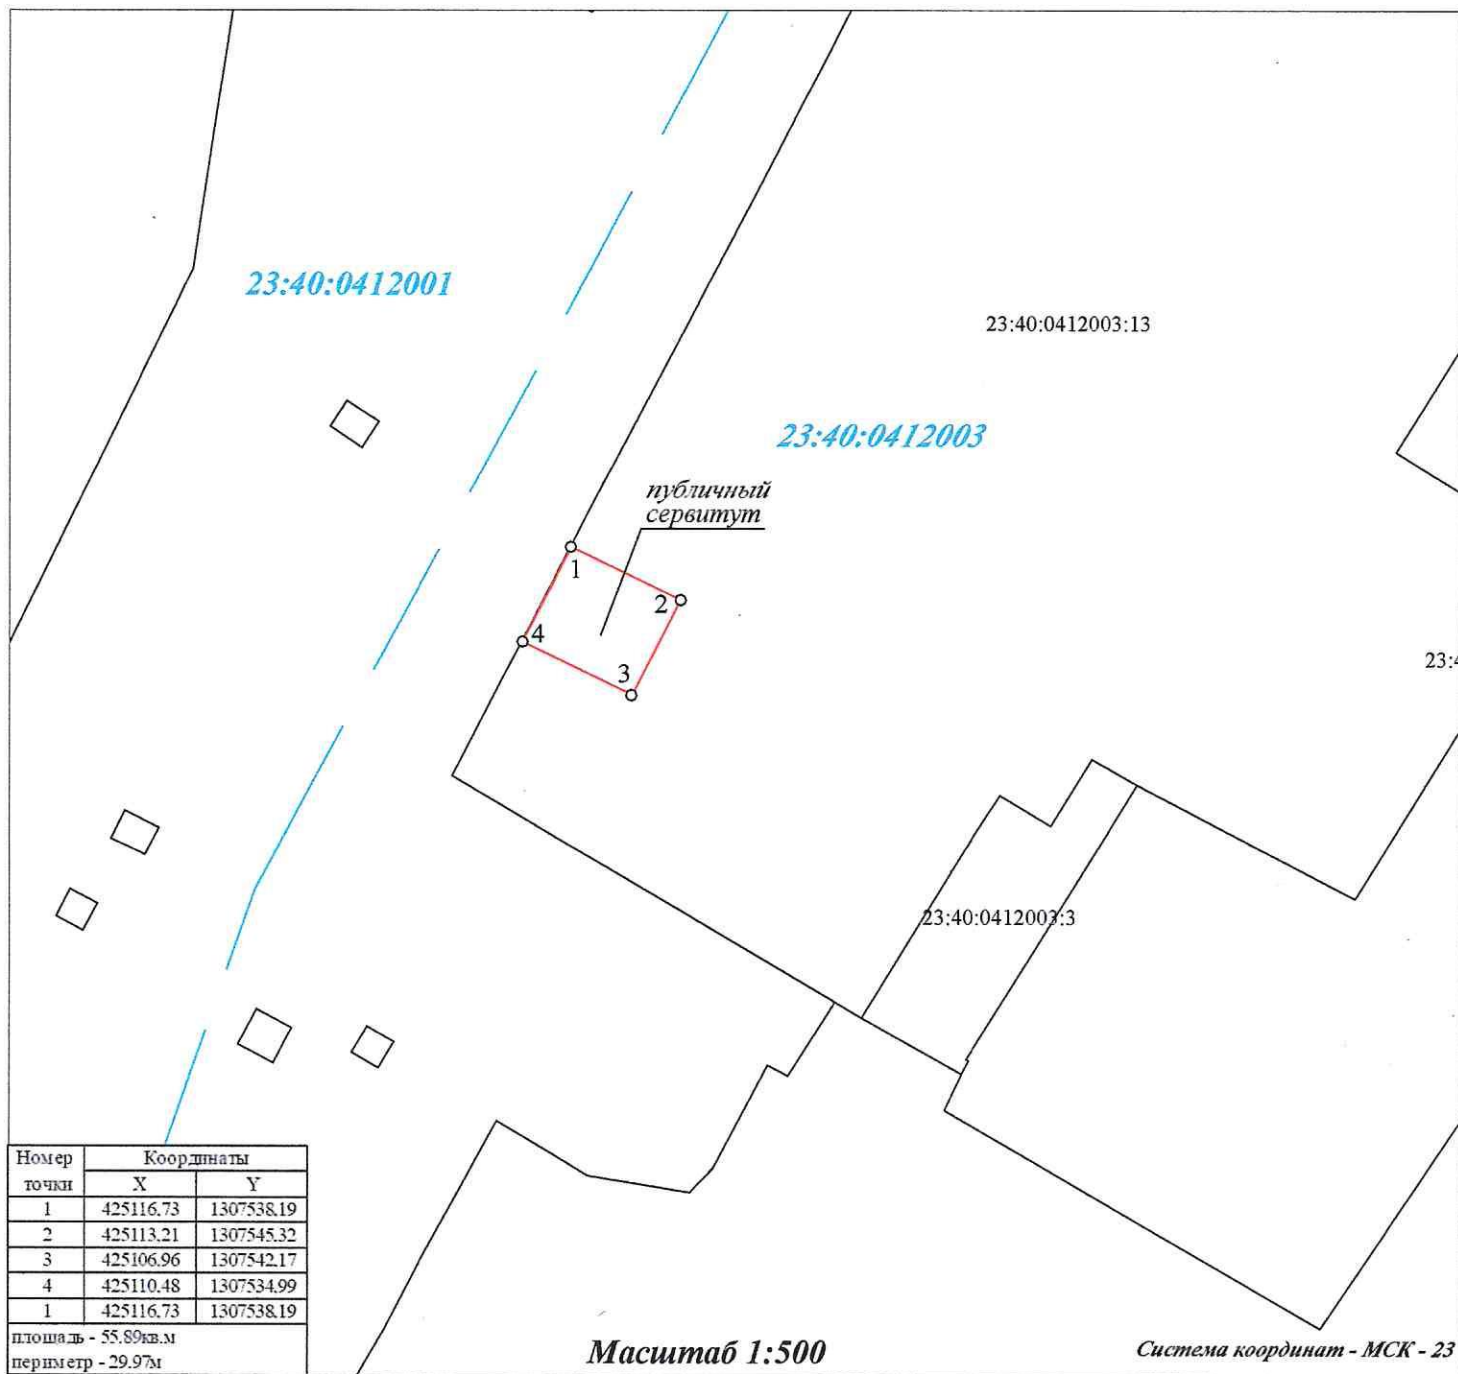 23:40:0412001
23:40:0412003:13
23:40:0412003
публичный
сервитут
1
2
4
3
23:4
23:40:0412003:3
Номер точки Координаты
X Y
1 425116.73 1307538.19
2 425113.21 1307545.32
3 425106.96 1307542.17
4 425110.48 1307534.99
1 425116.73 1307538.19
площадь - 55.89кв.м
периметр - 29.97м
Масштаб 1:500
Система координат - МСК - 23